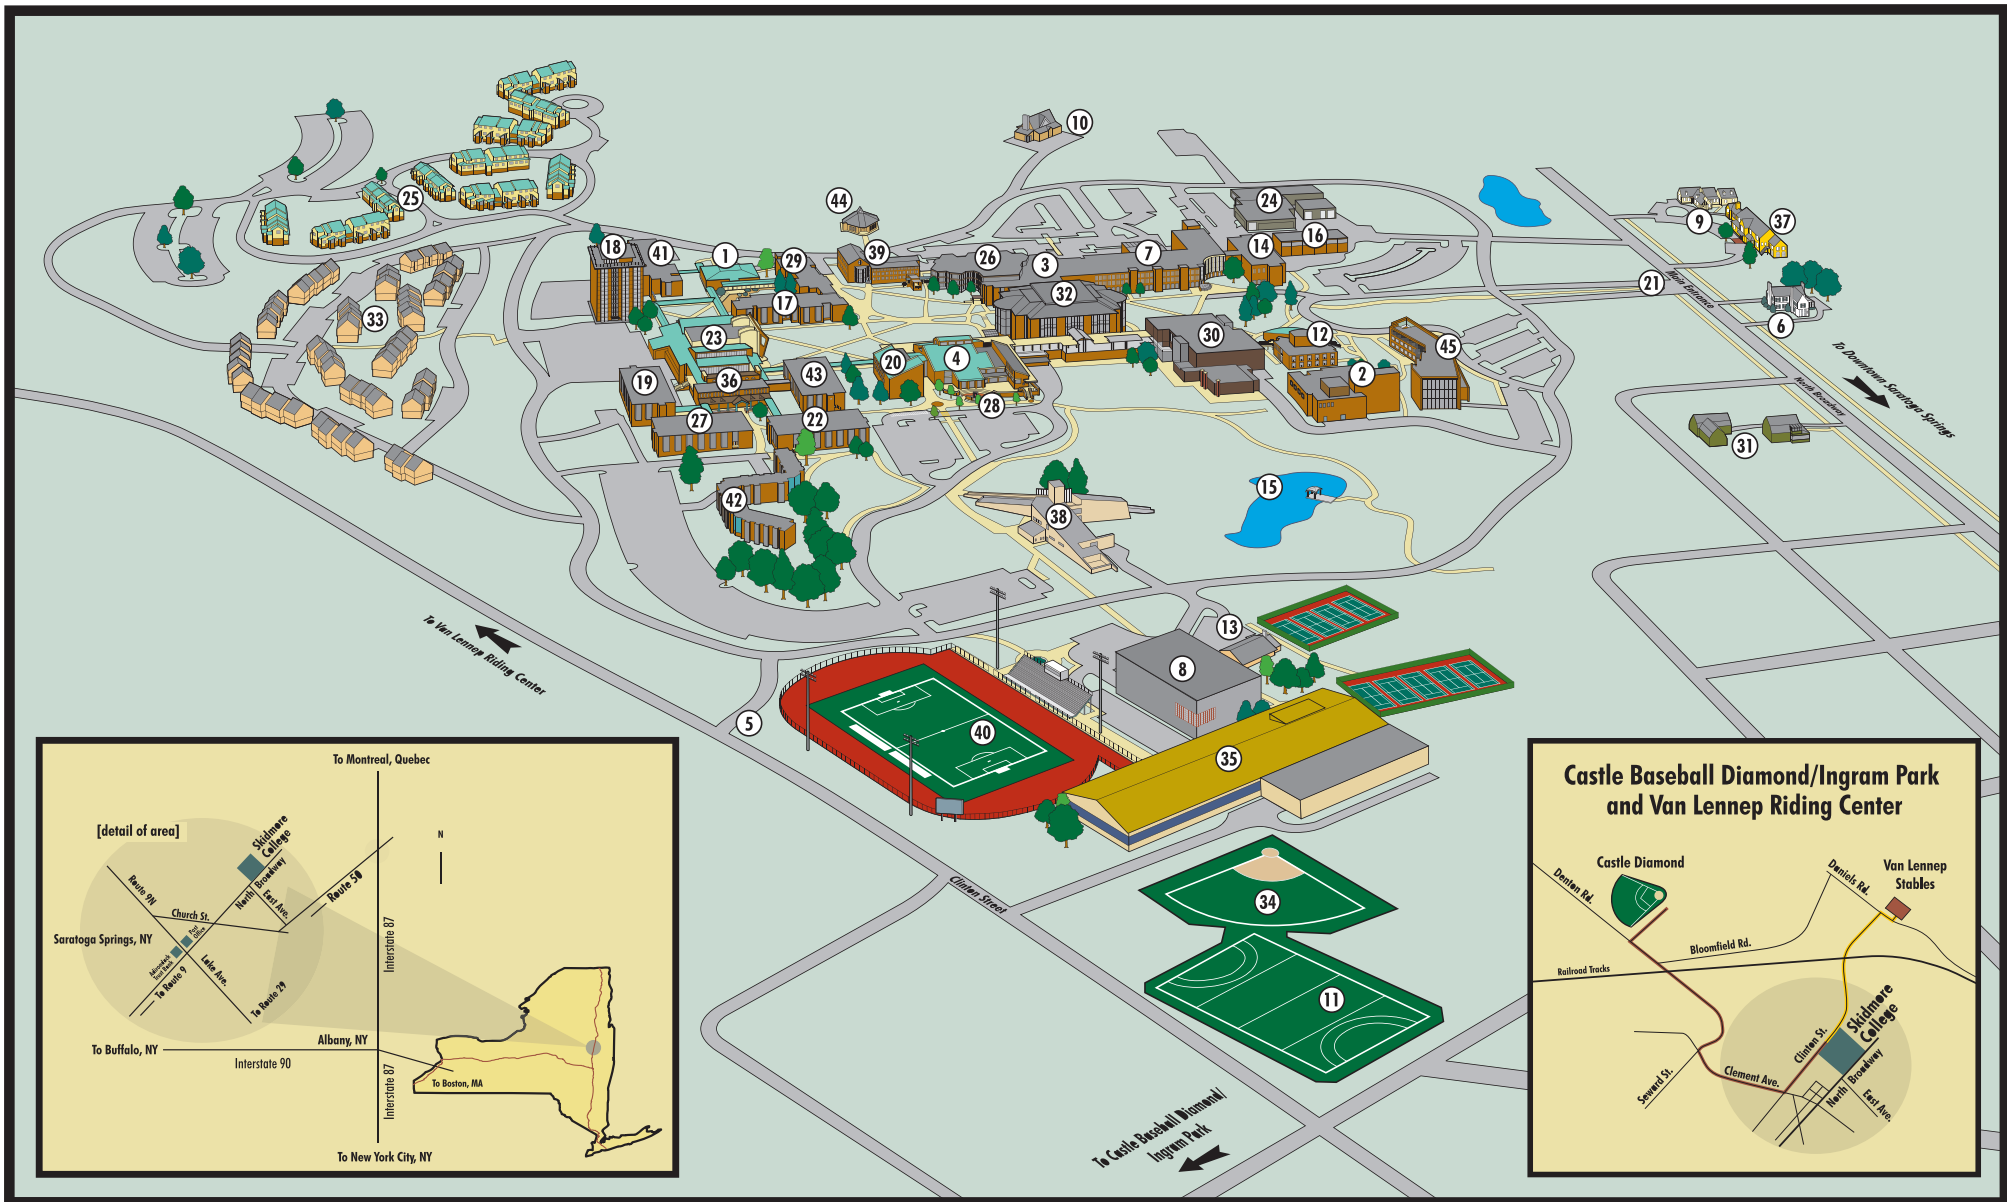 10
25
44
24
9
37
18
41
1
29
39
26
3
7
14
16
21
Main Entrance
6
33
17
32
23
30
12
45
To Downtown Saratoga Springs
North Broadway
19
36
43
20
4
28
2
27
22
31
42
38
15
To Van Lennep Riding Center
13
8
5
40
35
Clinton Street
34
11
To Castle Baseball Diamond/
Ingram Park
To Montreal, Quebec
[detail of area]
N
Skidmore
College
Route 9N
Church St.
North
Broadway
East Ave.
Route 50
Saratoga Springs, NY
Post
Office
Adirondack
Trust Bank
Lake Ave.
To Route 9
To Route 29
Interstate 87
To Buffalo, NY
Interstate 90
Albany, NY
To Boston, MA
Interstate 87
To New York City, NY
Castle Baseball Diamond/Ingram Park
and Van Lennep Riding Center
Castle Diamond
Denton Rd.
Daniels Rd.
Van Lennep
Stables
Bloomfield Rd.
Railroad Tracks
Skidmore
College
Clinton St.
Clement Ave.
Seward St.
North
Broadway
East Ave.